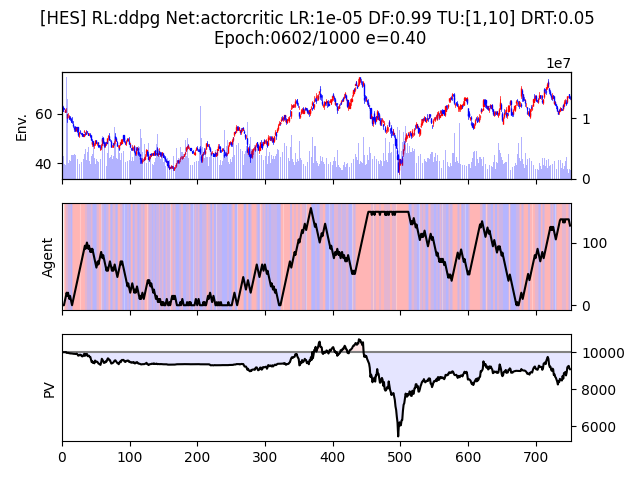 [HES] RL:ddpg Net:actorcritic LR:1e-05 DF:0.99 TU:[1,10] DRT:0.05
Epoch:0602/1000 e=0.40
1e7
Env.
60
40
1
0
Agent
100
0
PV
10000
8000
6000
0 100 200 300 400 500 600 700